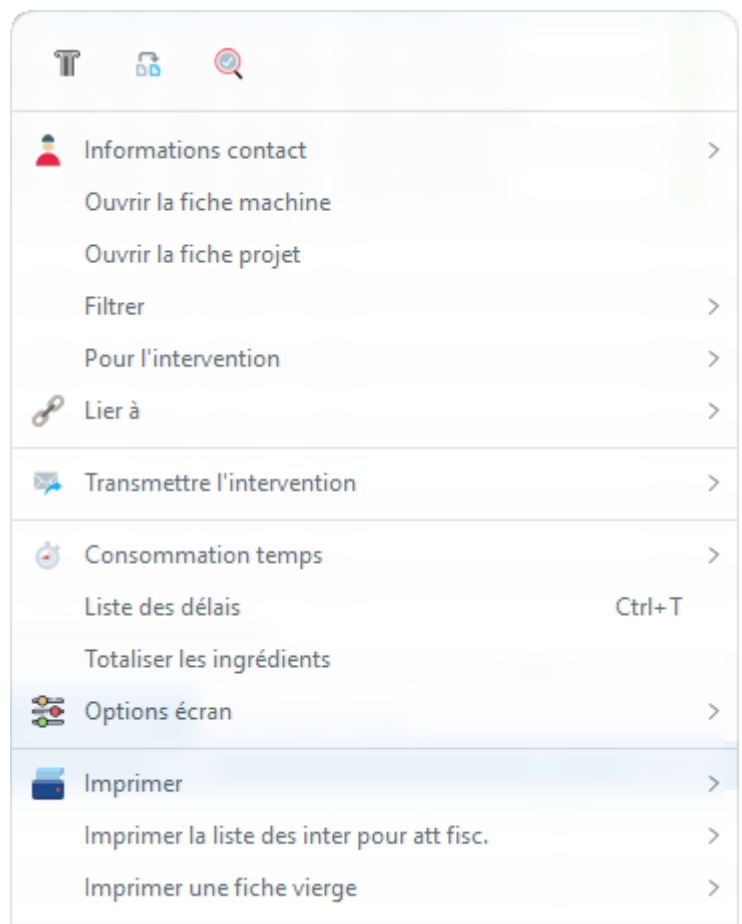 Informations contact
Ouvrir la fiche machine
Ouvrir la fiche projet
Filtrer
Pour l'intervention
Lier à
Transmettre l'intervention
Consommation temps
Liste des délais Ctrl+T
Totaliser les ingrédients
Options écran
Imprimer
Imprimer la liste des inter pour att fisc.
Imprimer une fiche vierge